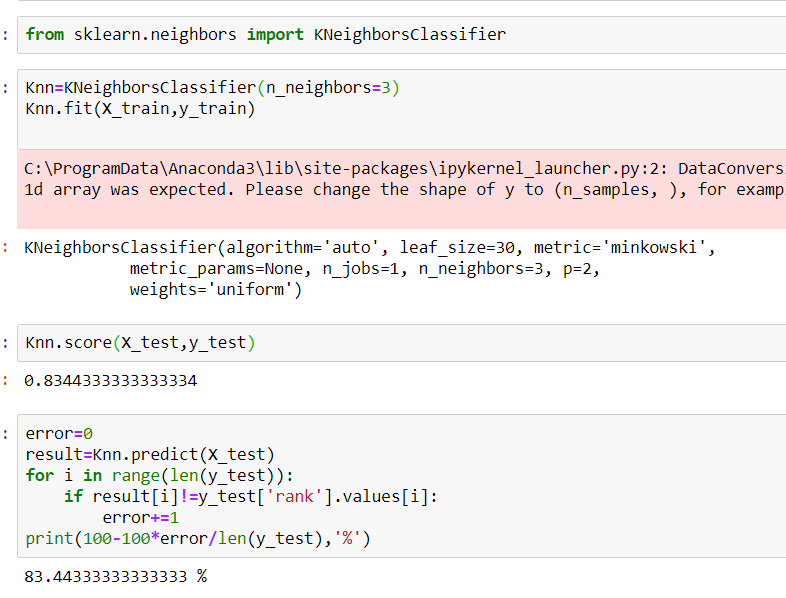 : from sklearn.neighbors import KNeighborsClassifier
: Knn=KNeighborsClassifier(n_neighbors=3)
Knn.fit(X_train,y_train)
C:\ProgramData\Anaconda3\lib\site-packages\ipykernel_launcher.py:2: DataConvers
1d array was expected. Please change the shape of y to (n_samples, ), for examp
: KNeighborsClassifier(algorithm='auto', leaf_size=30, metric='minkowski',
           metric_params=None, n_jobs=1, n_neighbors=3, p=2,
           weights='uniform')
: Knn.score(X_test,y_test)
: 0.8344333333333334
: error=0
result=Knn.predict(X_test)
for i in range(len(y_test)):
    if result[i]!=y_test['rank'].values[i]:
        error+=1
print(100-100*error/len(y_test),'%')
83.44333333333333 %